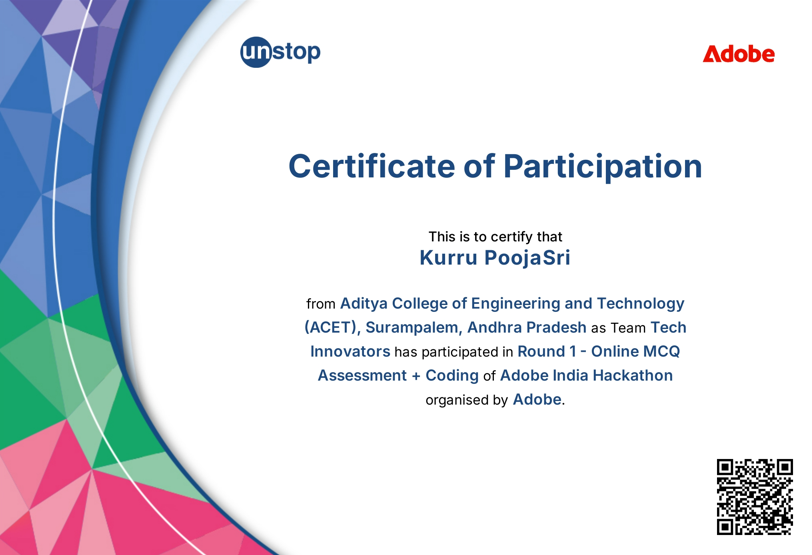 unstop
Adobe
Certificate of Participation
This is to certify that
Kurru PoojaSri
from Aditya College of Engineering and Technology
(ACET), Surampalem, Andhra Pradesh as Team Tech
Innovators has participated in Round 1 - Online MCQ
Assessment + Coding of Adobe India Hackathon
organised by Adobe.